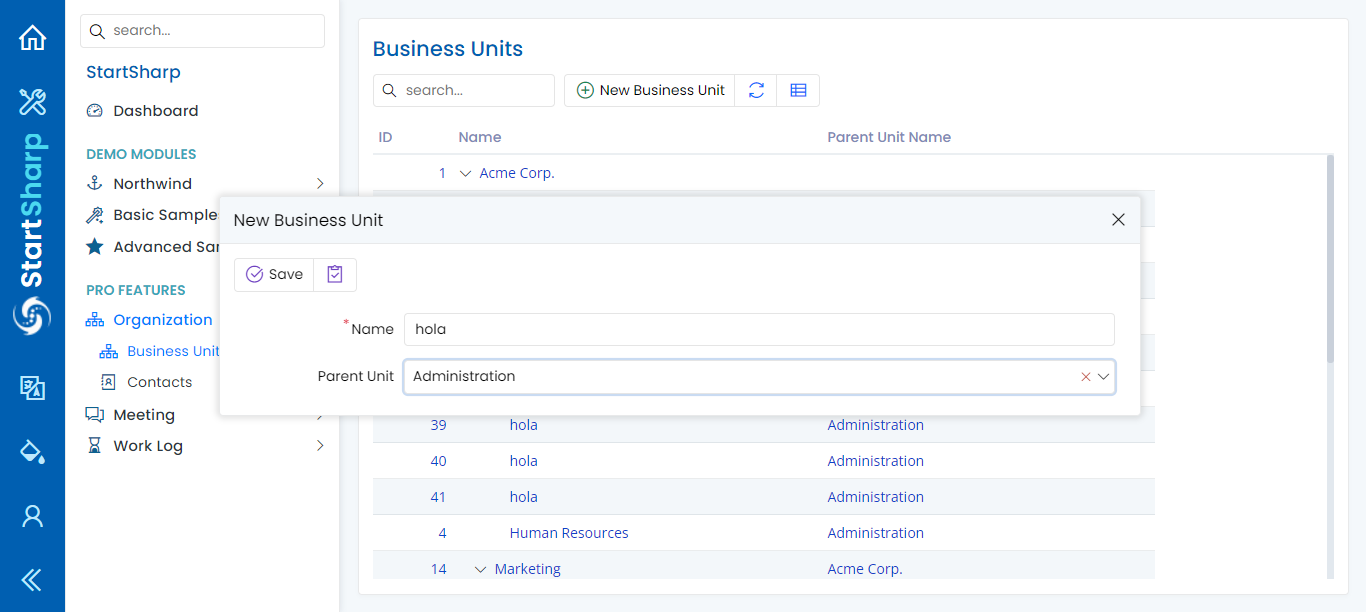 StartSharp
search...
StartSharp
Dashboard
DEMO MODULES
Northwind
Basic Sample
Advanced
PRO FEATURES
Organization
Business Unit
Contacts
Meeting
Work Log
Business Units
search...
New Business Unit
ID Name Parent Unit Name
1 Acme Corp.
New Business Unit
Save
*Name hola
Parent Unit Administration
39 hola Administration
40 hola Administration
41 hola Administration
4 Human Resources Administration
14 Marketing Acme Corp.